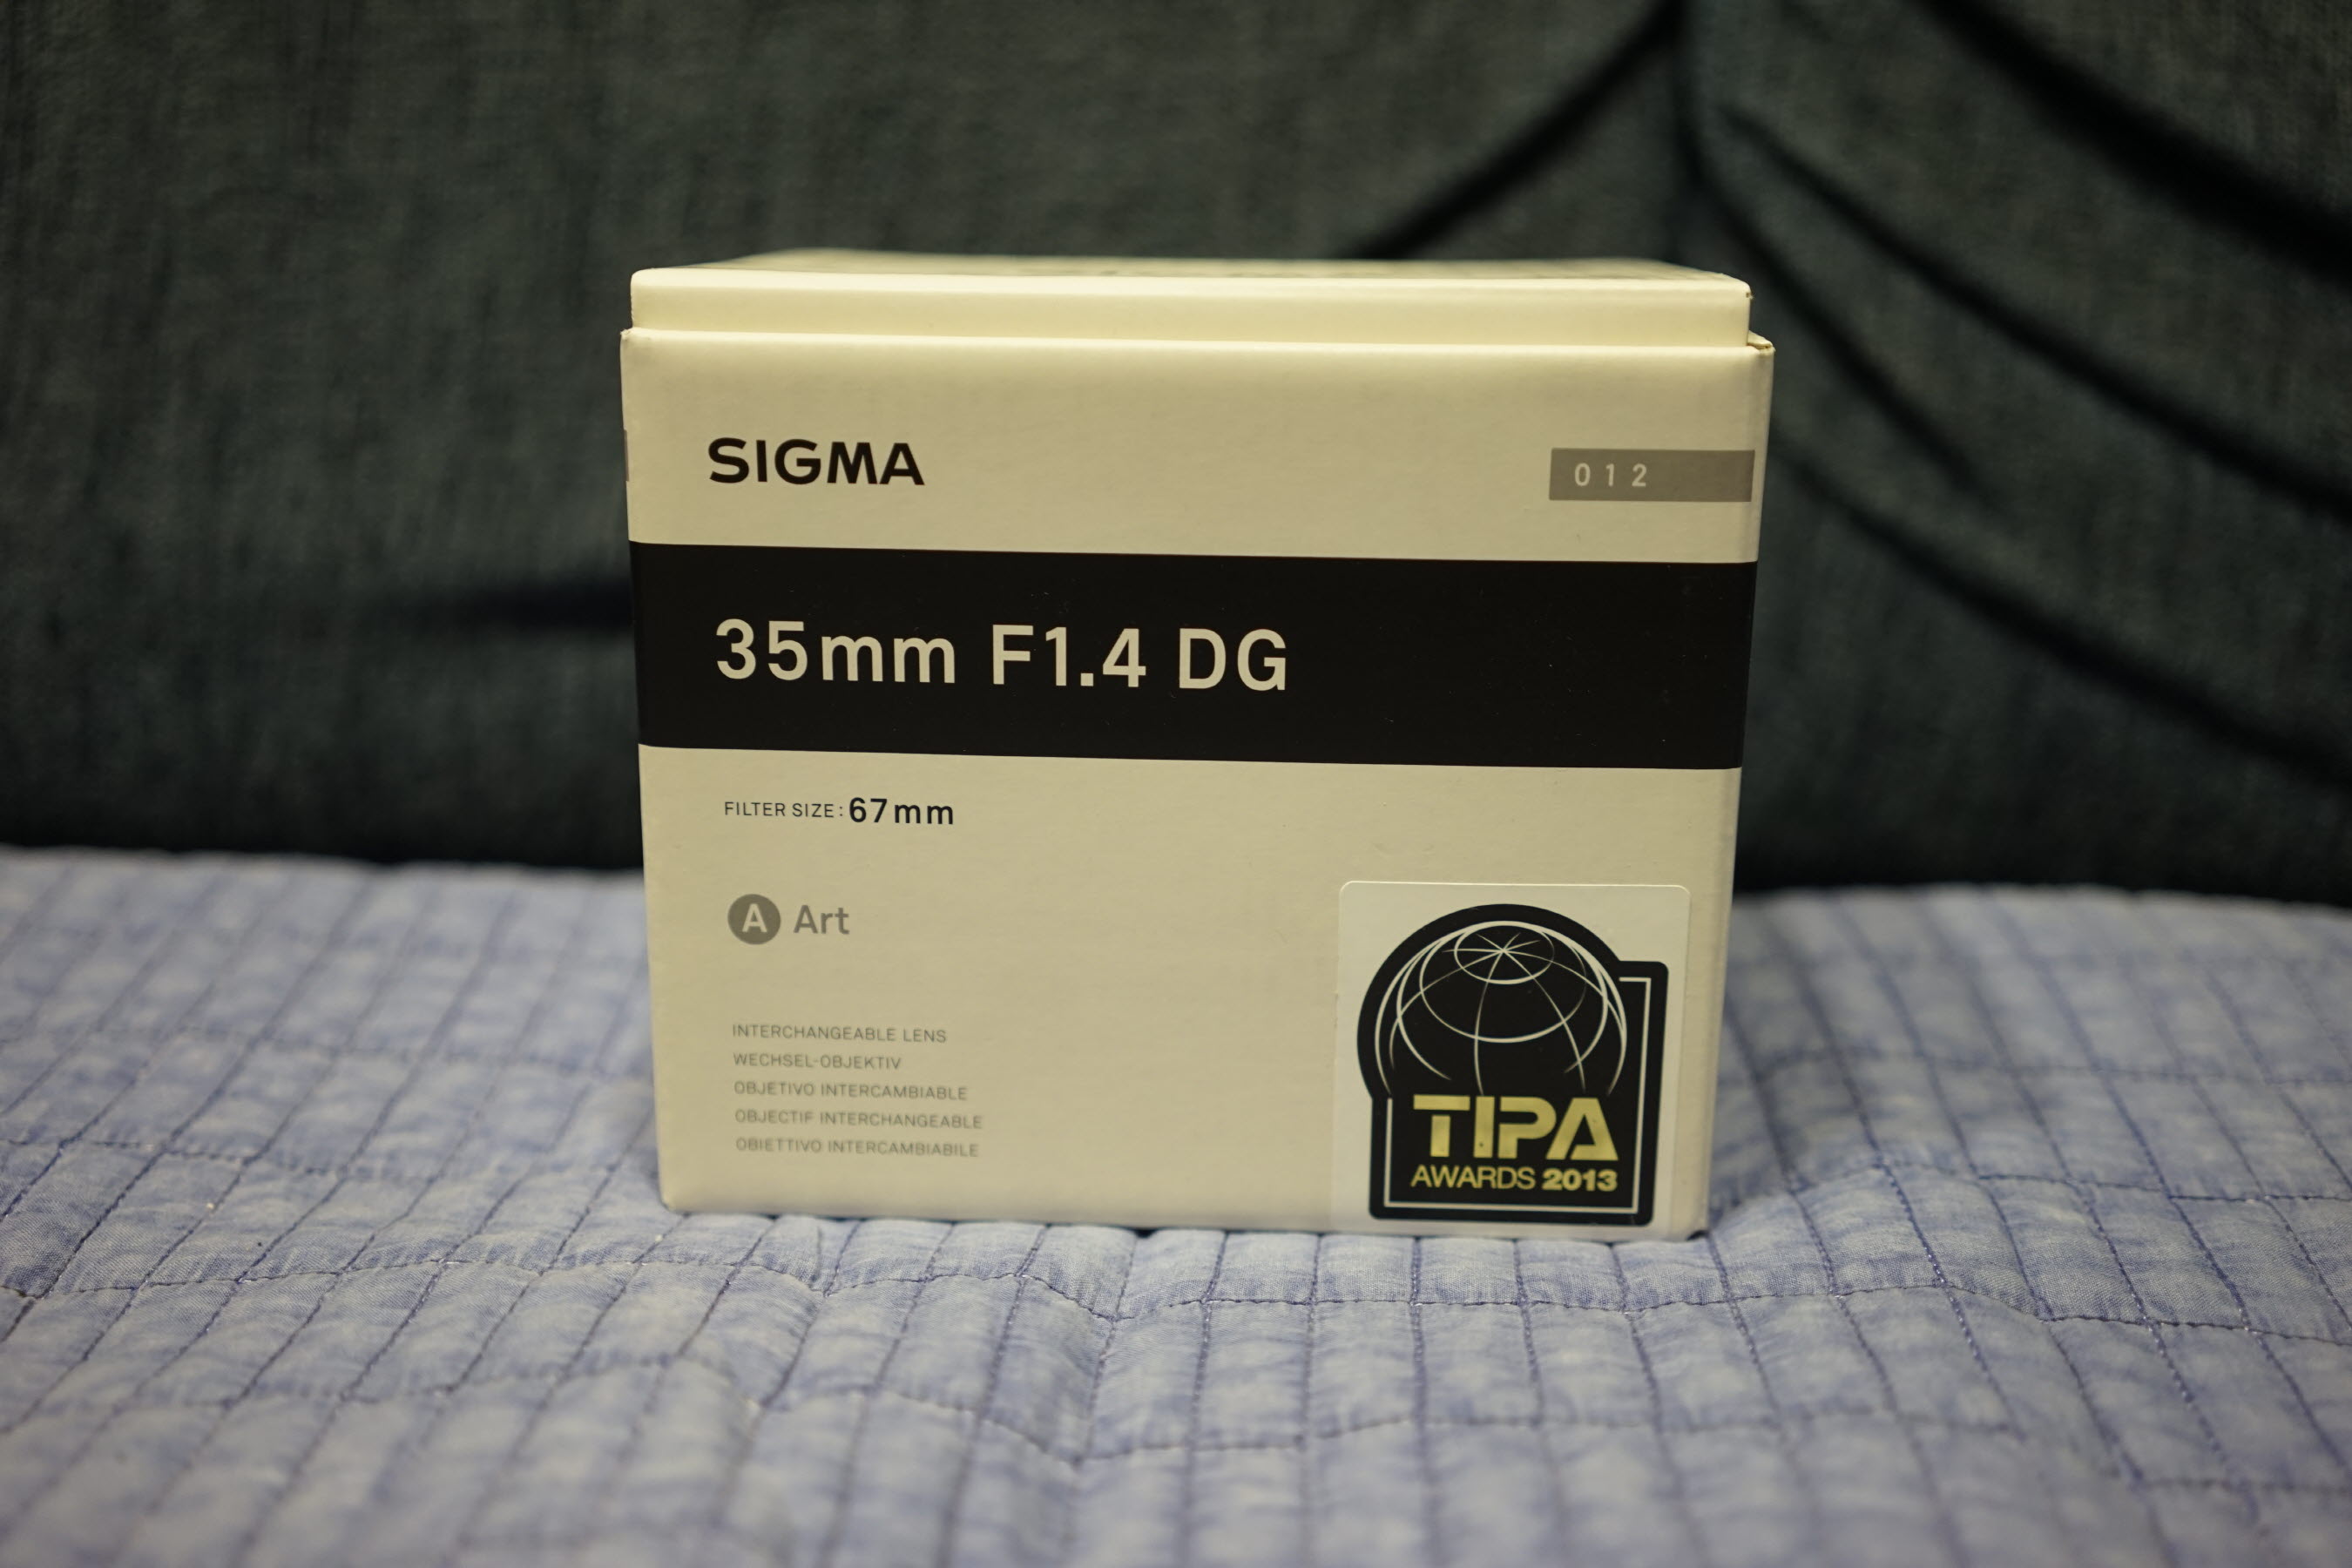 SIGMA
012
35mm F1.4 DG
FILTER SIZE: 67mm
A Art
INTERCHANGEABLE LENS
WECHSEL-OBJEKTIV
OBJETIVO INTERCAMBIABLE
OBJECTIF INTERCHANGEABLE
OBIETTIVO INTERCAMBIABILE
TIPA
AWARDS 2013